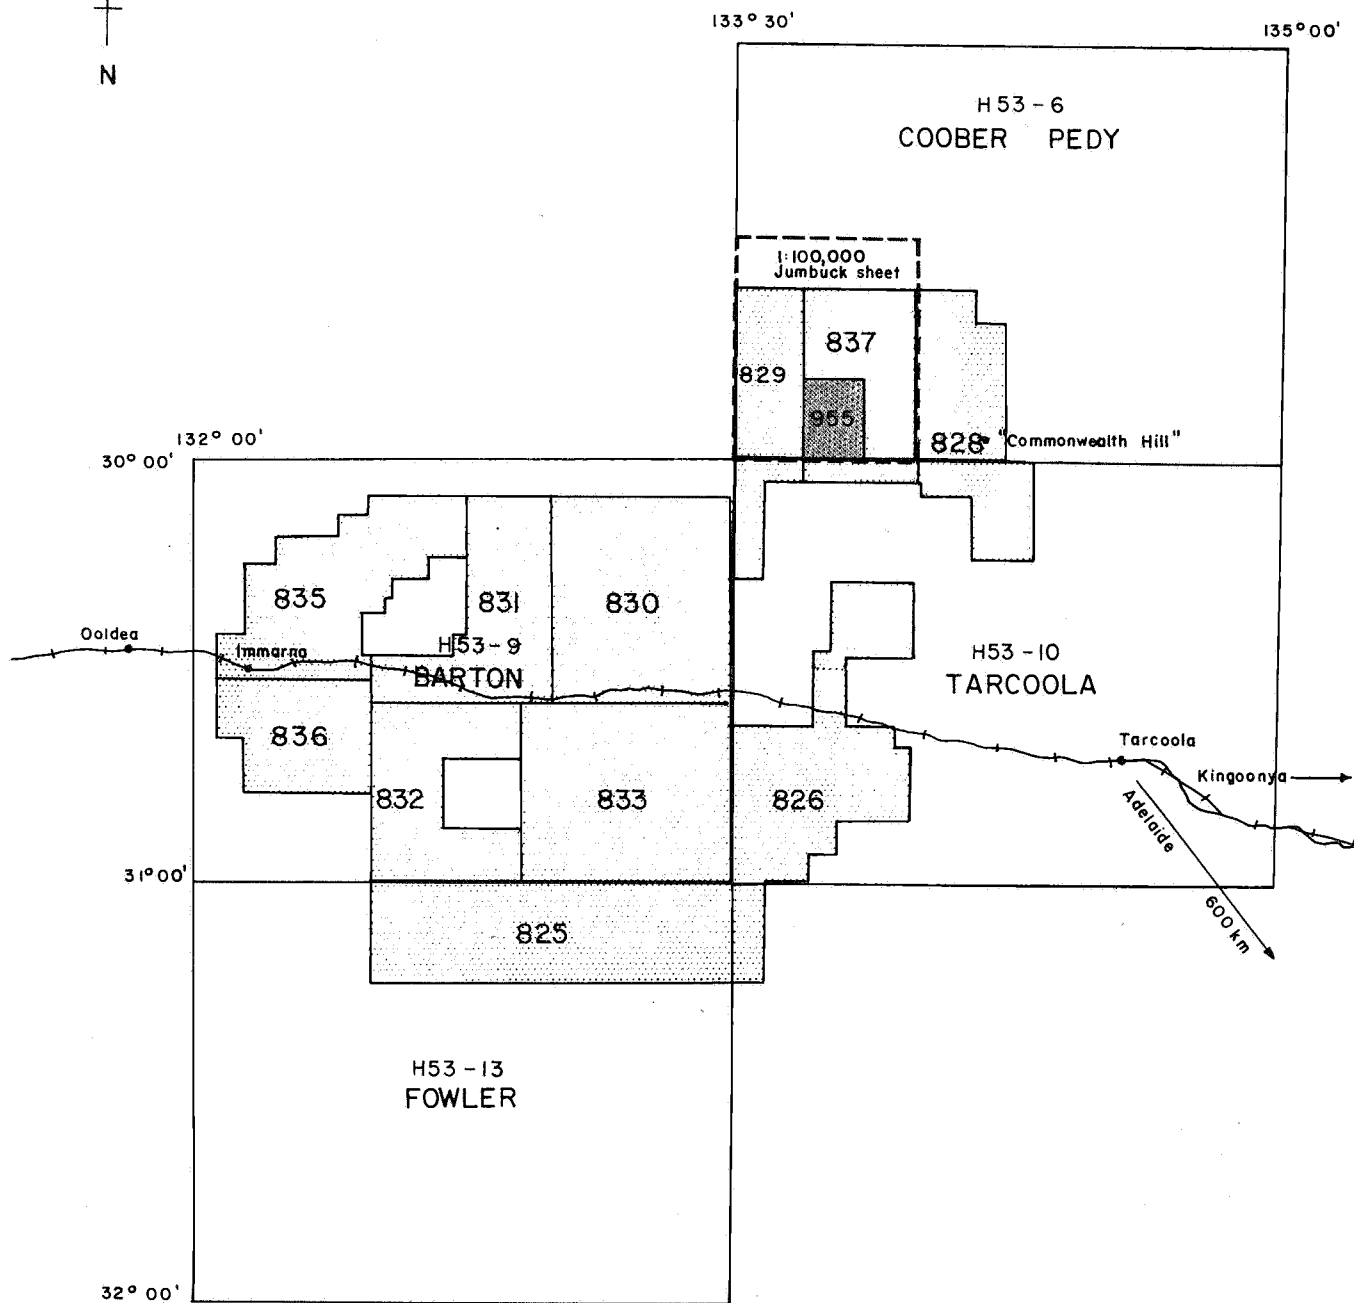 133° 30'
135° 00'
N
H53-6
COOBER PEDY
1:100,000
Jumbuck sheet
837
829
955
828
"Commonwealth Hill"
132° 00'
30° 00'
835
831
830
Ooldea
Immarna
H53-9
BARTON
H53-10
TARCOOLA
836
Tarcoola
Kingoonya
832
833
826
Adelaide
600 km
31° 00'
825
H53-13
FOWLER
32° 00'